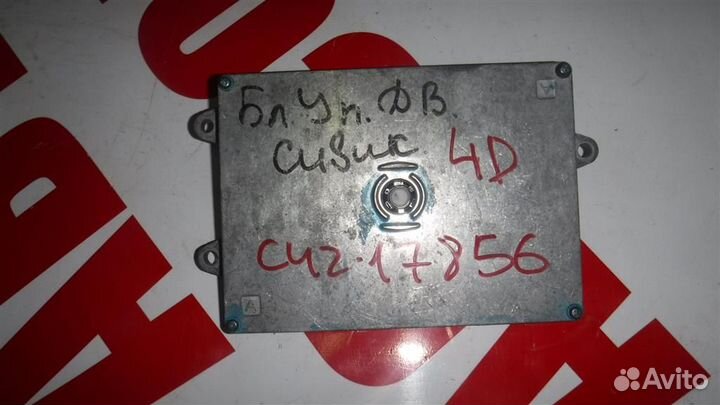 Бл. Уп. ДВ.
Сивик 4D
СЧ2.17856
A
Avito